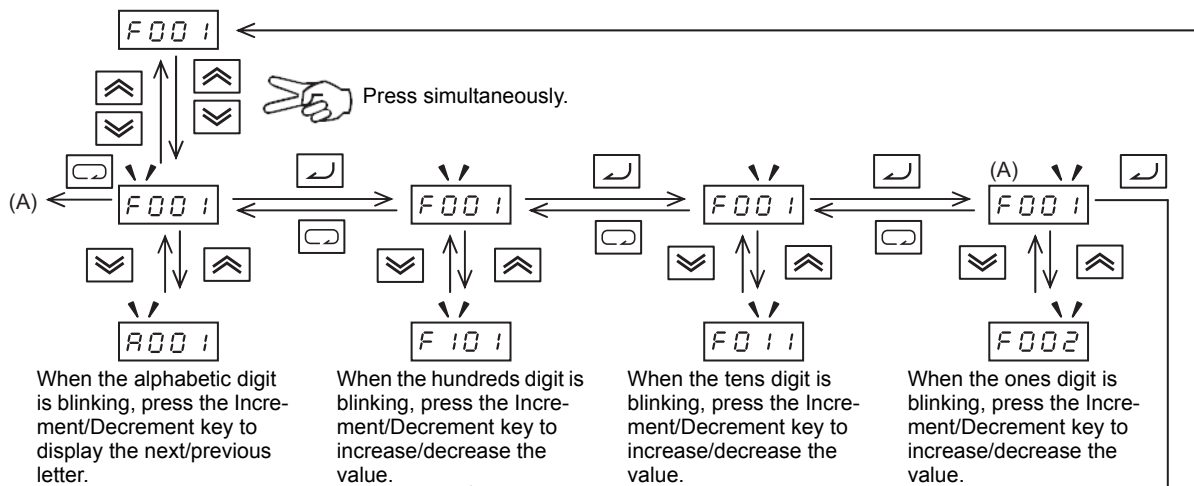 F001
Press simultaneously.
(A)
(A)
F001
F001
F001
F001
A001
F101
F011
F002
When the alphabetic digit
is blinking, press the Incre-
ment/Decrement key to
display the next/previous
letter.
When the hundreds digit is
blinking, press the Incre-
ment/Decrement key to
increase/decrease the
value.
When the tens digit is
blinking, press the Incre-
ment/Decrement key to
increase/decrease the
value.
When the ones digit is
blinking, press the Incre-
ment/Decrement key to
increase/decrease the
value.